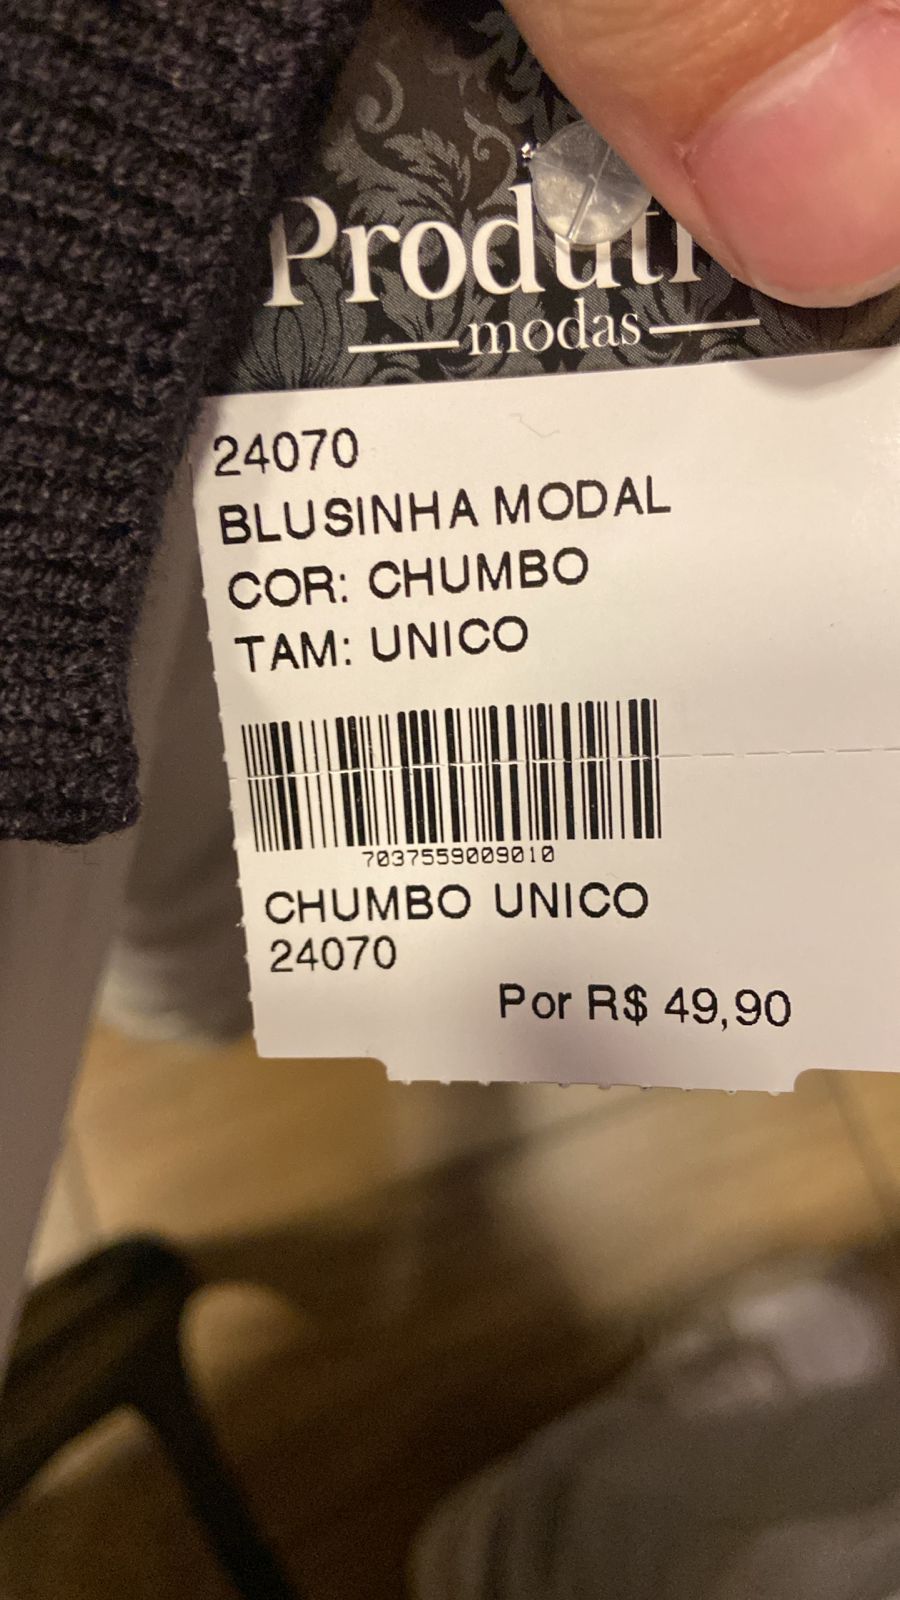 modas
24070
BLUSINHA MODAL
COR: CHUMBO
TAM: UNICO
7037559009010
CHUMBO UNICO
24070
Por R$ 49,90